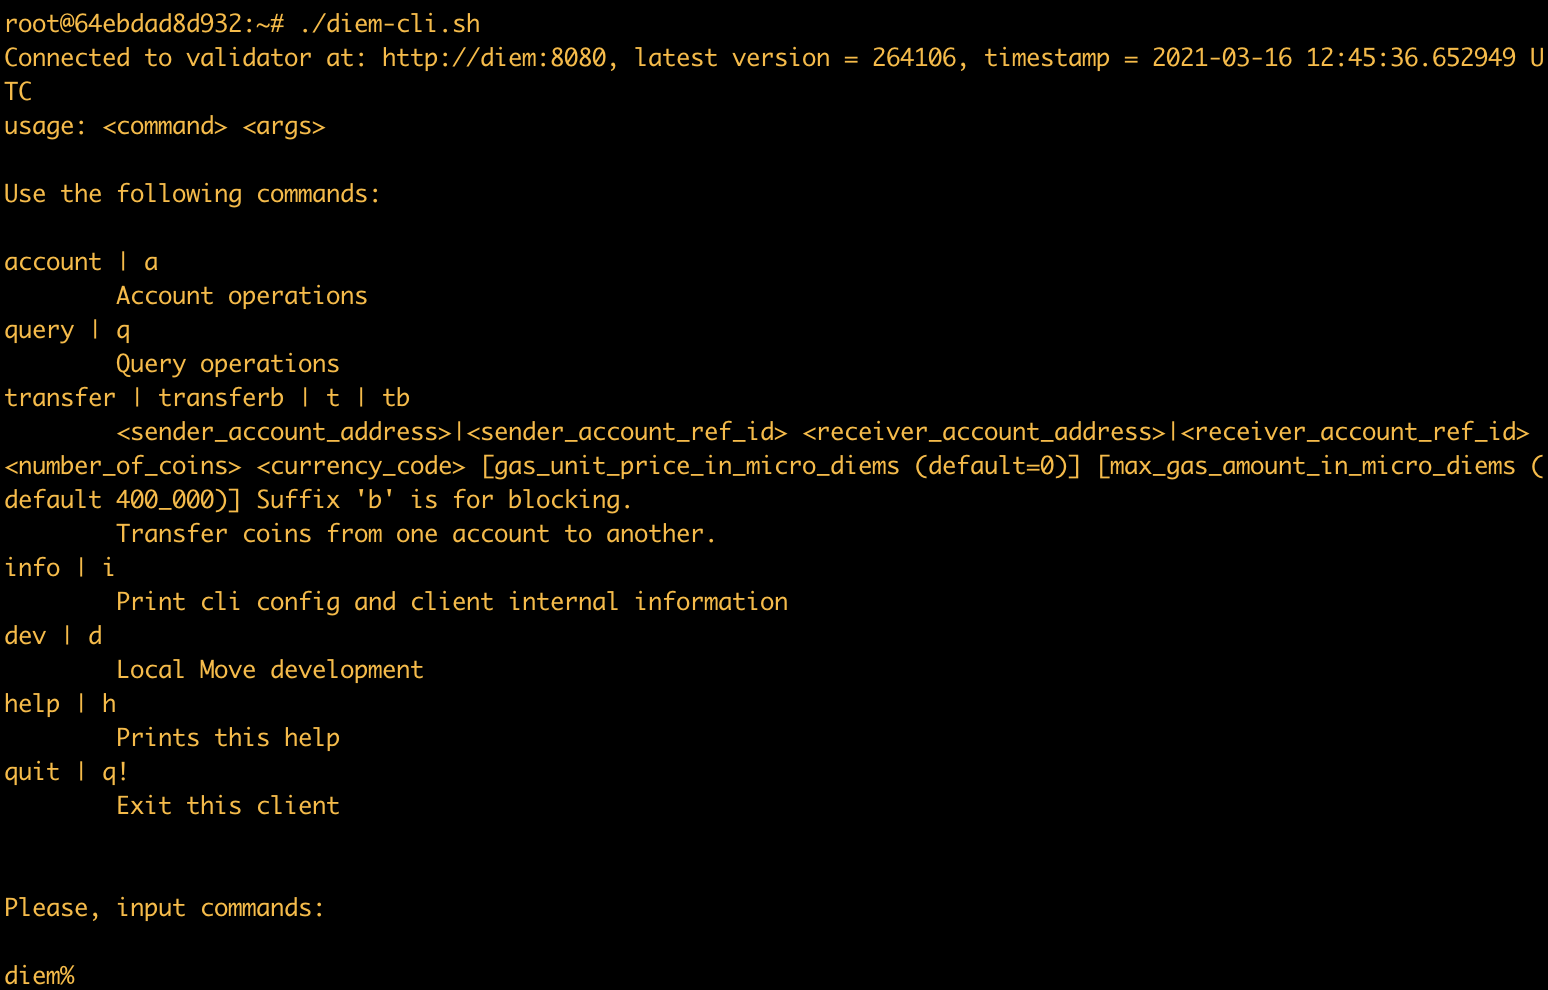 root@64ebdad8d932:~# ./diem-cli.sh
Connected to validator at: http://diem:8080, latest version = 264106, timestamp = 2021-03-16 12:45:36.652949 U
TC
usage: <command> <args>
Use the following commands:
account | a
Account operations
query | q
Query operations
transfer | transferb | t | tb
<sender_account_address>|<sender_account_ref_id> <receiver_account_address>|<receiver_account_ref_id>
<number_of_coins> <currency_code> [gas_unit_price_in_micro_diems (default=0)] [max_gas_amount_in_micro_diems (
default 400_000)] Suffix 'b' is for blocking.
Transfer coins from one account to another.
info | i
Print cli config and client internal information
dev | d
Local Move development
help | h
Prints this help
quit | q!
Exit this client
Please, input commands:
diem%